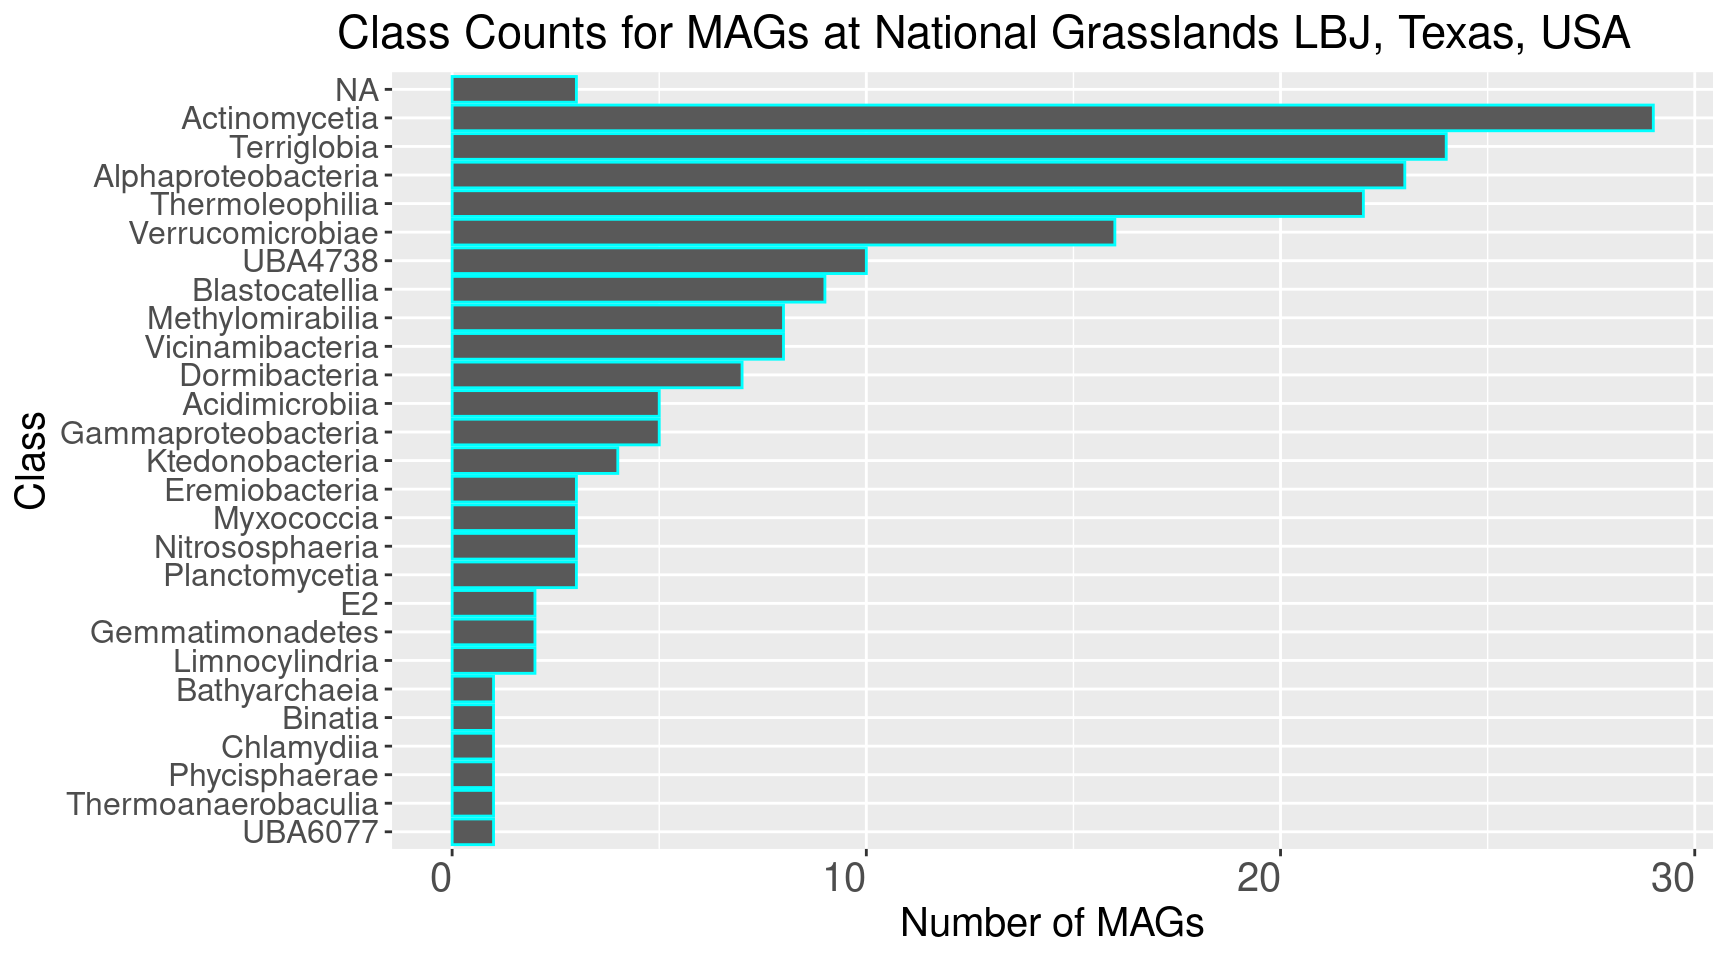 Class Counts for MAGs at National Grasslands LBJ, Texas, USA
NA
Actinomycetia
Terriglobia
Alphaproteobacteria
Thermoleophilia
Verrucomicrobiae
UBA4738
Blastocatellia
Methylomirabilia
Vicinamibacteria
Dormibacteria
Acidimicrobiia
Gammaproteobacteria
Ktedonobacteria
Eremiobacteria
Myxococcia
Nitrososphaeria
Planctomycetia
E2
Gemmatimonadetes
Limnocylindria
Bathyarchaeia
Binatia
Chlamydiia
Phycisphaerae
Thermoanaerobaculia
UBA6077
Class
0 10 20 30
Number of MAGs